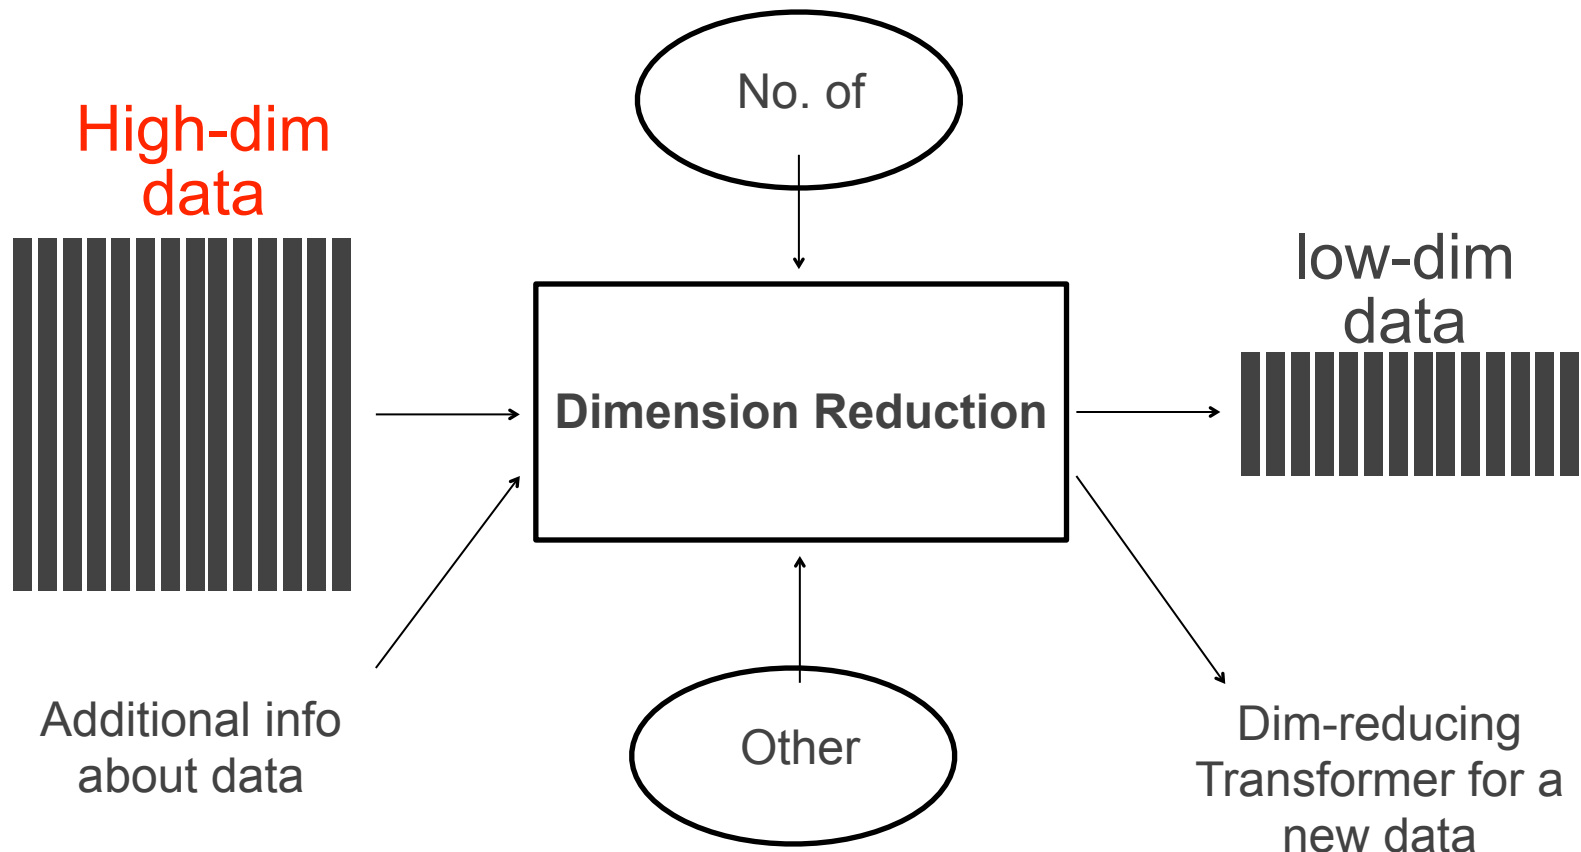 No. of
High-dim
data
low-dim
data
Dimension Reduction
Additional info
about data
Other
Dim-reducing
Transformer for a
new data